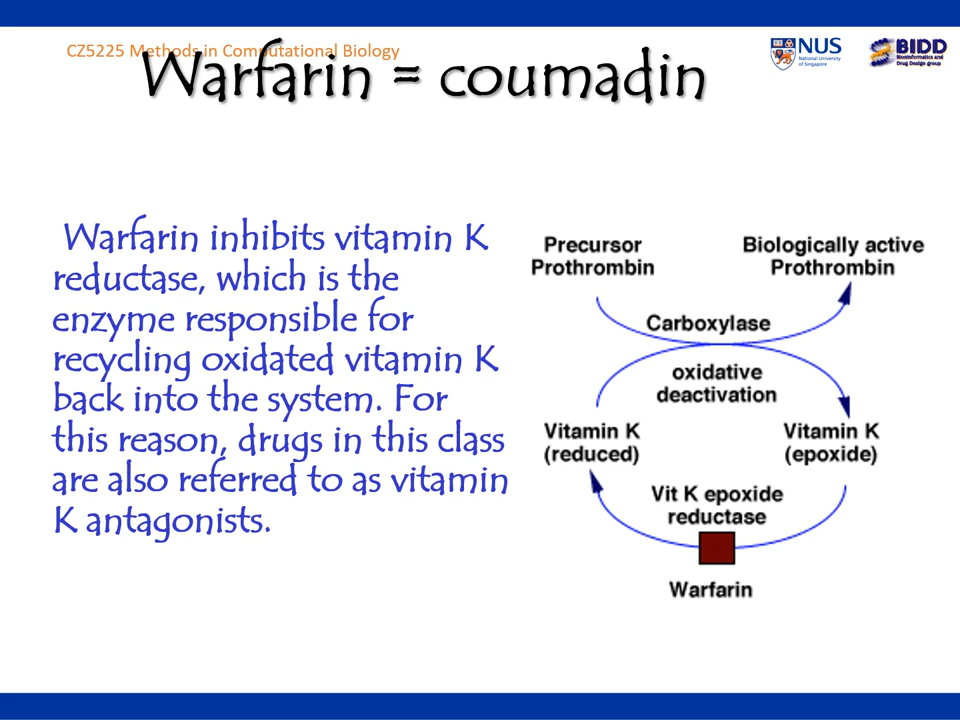 CZ5225 Methods in Computational Biology
NUS
National University
of Singapore
BIDD
Bioinformatics and
Drug Design group
Warfarin = coumadin
Warfarin inhibits vitamin K
reductase, which is the
enzyme responsible for
recycling oxidated vitamin K
back into the system. For
this reason, drugs in this class
are also referred to as vitamin
K antagonists.
Precursor
Prothrombin
Biologically active
Prothrombin
Carboxylase
oxidative
deactivation
Vitamin K
(reduced)
Vitamin K
(epoxide)
Vit K epoxide
reductase
Warfarin